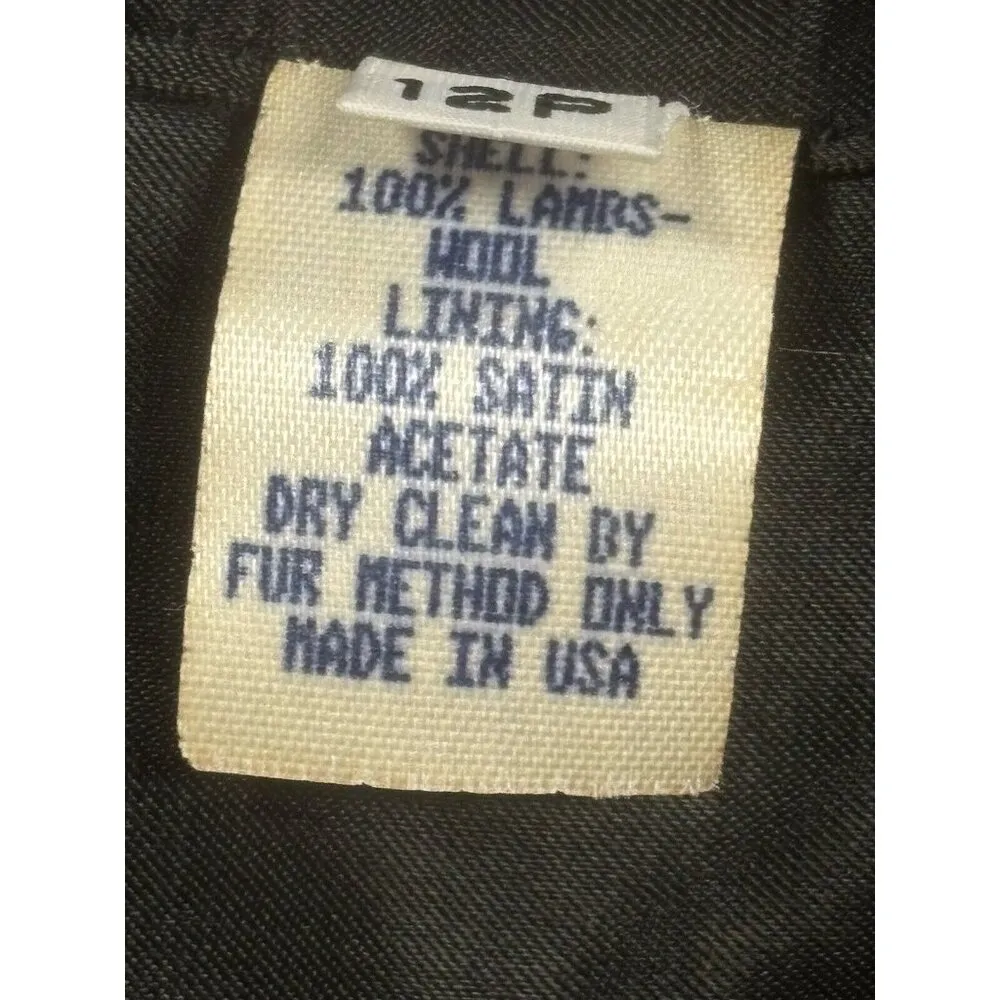 12P
SHELL:
100% LAMBS-
WOOL
LINING:
100% SATIN
ACETATE
DRY CLEAN BY
FUR METHOD ONLY
MADE IN USA